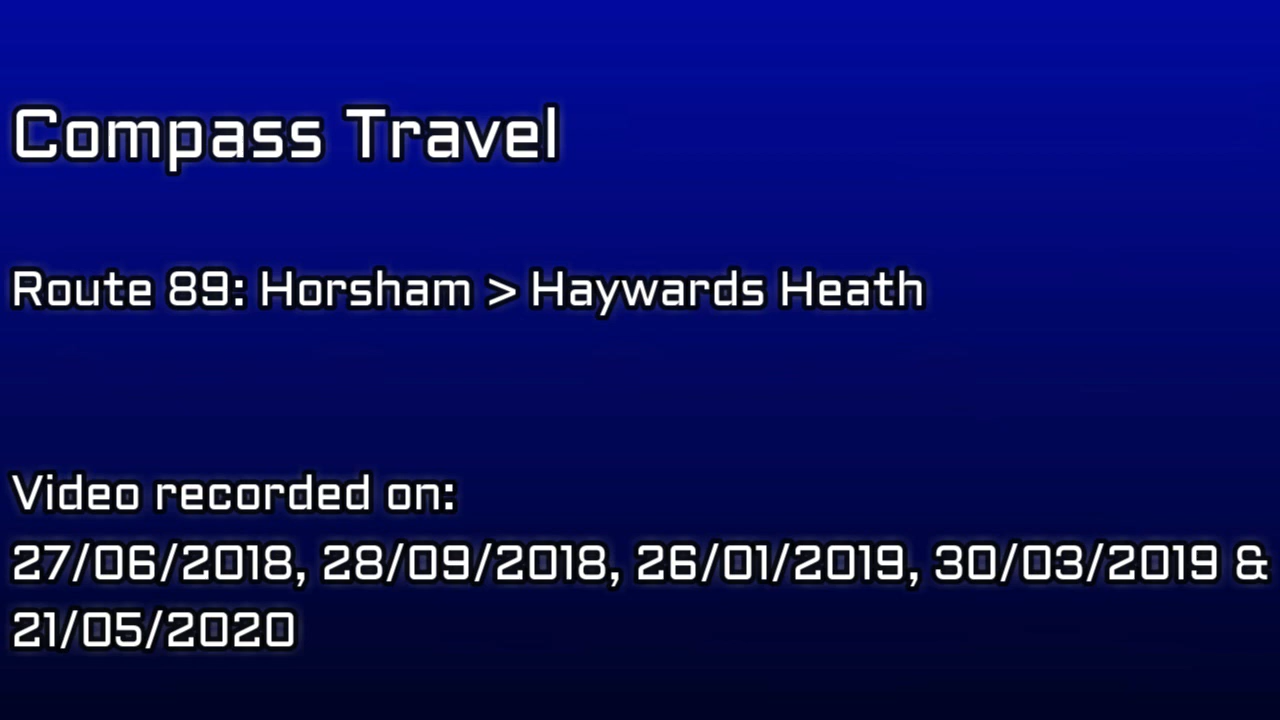 Compass Travel
Route 89: Horsham > Haywards Heath
Video recorded on:
27/06/2018, 28/09/2018, 26/01/2019, 30/03/2019 &
21/05/2020